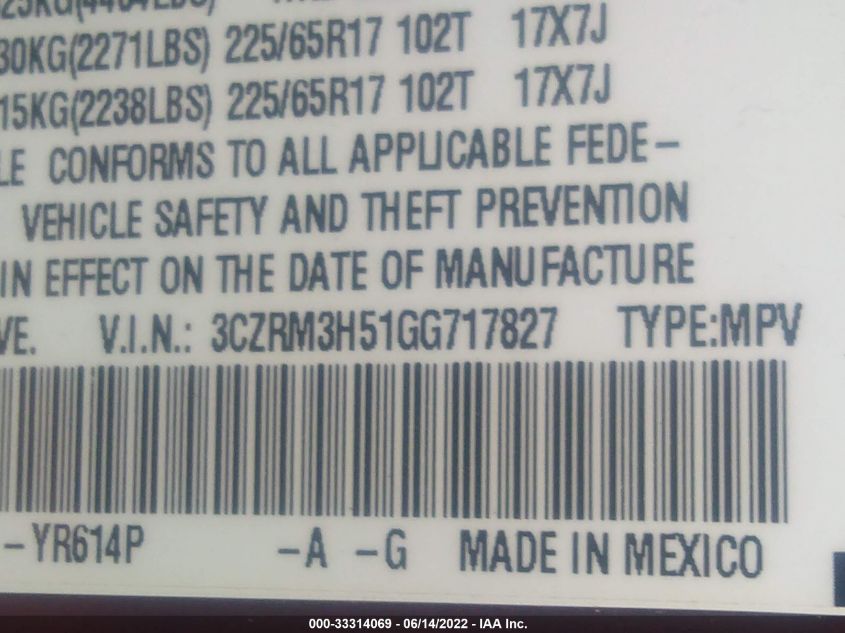 25KG(4464LBS)
30KG(2271LBS) 225/65R17 102T 17X7J
15KG(2238LBS) 225/65R17 102T 17X7J
LE CONFORMS TO ALL APPLICABLE FEDE-
VEHICLE SAFETY AND THEFT PREVENTION
IN EFFECT ON THE DATE OF MANUFACTURE
VE. V.I.N.: 3CZRM3H51GG717827 TYPE:MPV
-YR614P -A -G MADE IN MEXICO
000-33314069 - 06/14/2022 - IAA Inc.